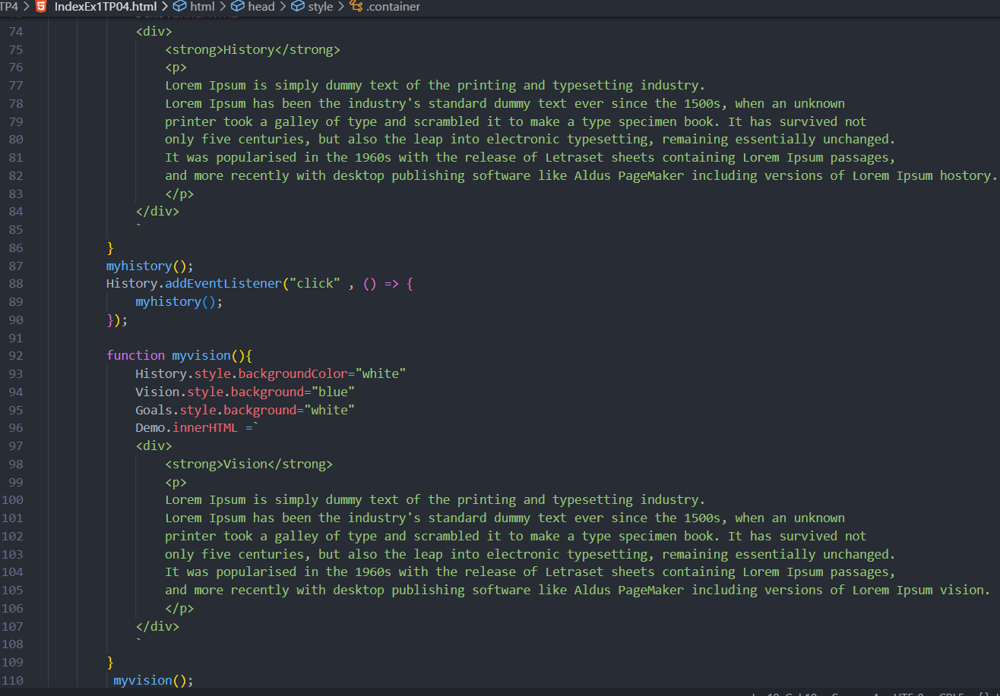 TP4 > IndexEx1TP04.html > html > head > style > .container
74 <div>
75 <strong>History</strong>
76 <p>
77 Lorem Ipsum is simply dummy text of the printing and typesetting industry.
78 Lorem Ipsum has been the industry's standard dummy text ever since the 1500s, when an unknown
79 printer took a galley of type and scrambled it to make a type specimen book. It has survived not
80 only five centuries, but also the leap into electronic typesetting, remaining essentially unchanged.
81 It was popularised in the 1960s with the release of Letraset sheets containing Lorem Ipsum passages,
82 and more recently with desktop publishing software like Aldus PageMaker including versions of Lorem Ipsum hostory.
83 </p>
84 </div>
85 `
86 }
87 myhistory();
88 History.addEventListener("click" , () => {
89 myhistory();
90 });
91
92 function myvision(){
93 History.style.backgroundColor="white"
94 Vision.style.background="blue"
95 Goals.style.background="white"
96 Demo.innerHTML =`
97 <div>
98 <strong>Vision</strong>
99 <p>
100 Lorem Ipsum is simply dummy text of the printing and typesetting industry.
101 Lorem Ipsum has been the industry's standard dummy text ever since the 1500s, when an unknown
102 printer took a galley of type and scrambled it to make a type specimen book. It has survived not
103 only five centuries, but also the leap into electronic typesetting, remaining essentially unchanged.
104 It was popularised in the 1960s with the release of Letraset sheets containing Lorem Ipsum passages,
105 and more recently with desktop publishing software like Aldus PageMaker including versions of Lorem Ipsum vision.
106 </p>
107 </div>
108 `
109 }
110 myvision();